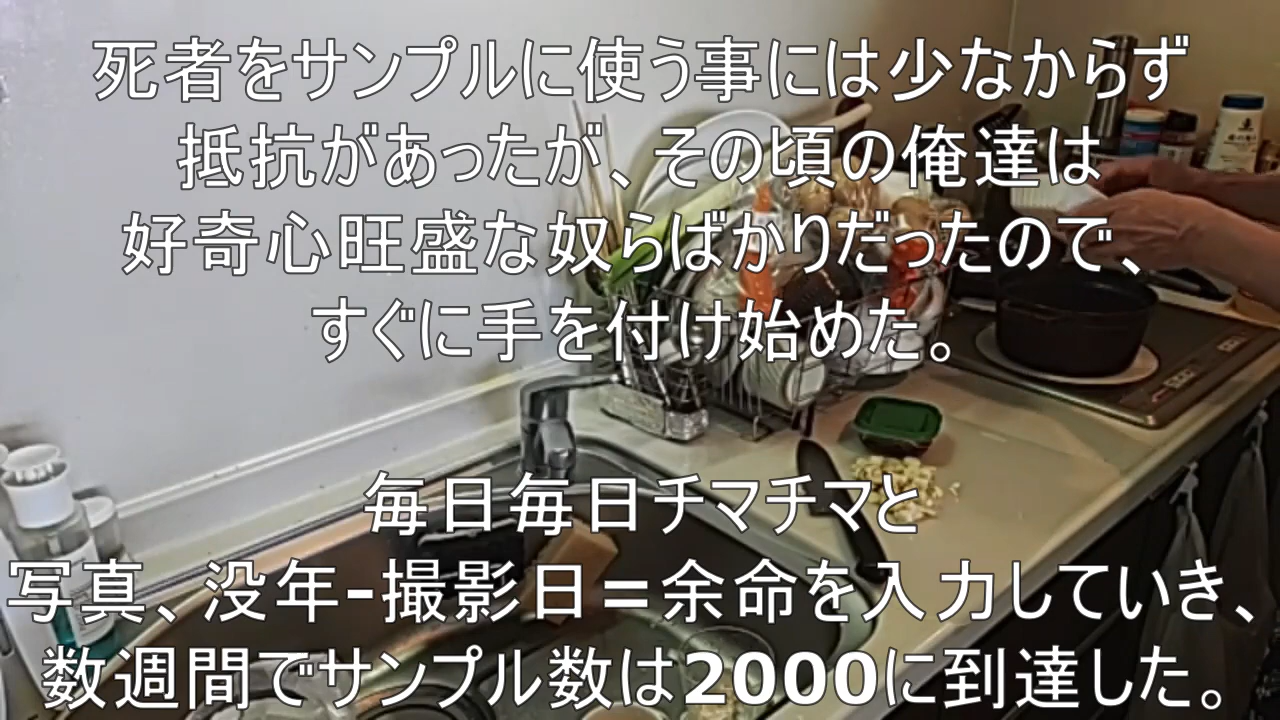 死者をサンプルに使う事には少なからず
抵抗があったが、その頃の俺達は
好奇心旺盛な奴らばかりだったので、
すぐに手を付け始めた。
毎日毎日チマチマと
写真、没年-撮影日=余命を入力していき、
数週間でサンプル数は2000に到達した。